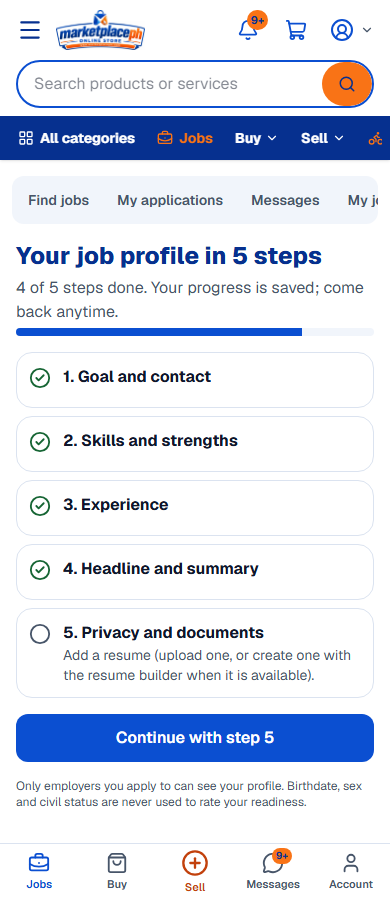 marketplaceph
ONLINE STORE
9+
Search products or services
All categories
Jobs
Buy
Sell
Find jobs
My applications
Messages
My jo
Your job profile in 5 steps
4 of 5 steps done. Your progress is saved; come
back anytime.
1. Goal and contact
2. Skills and strengths
3. Experience
4. Headline and summary
5. Privacy and documents
Add a resume (upload one, or create one with
the resume builder when it is available).
Continue with step 5
Only employers you apply to can see your profile. Birthdate, sex
and civil status are never used to rate your readiness.
9+
Jobs
Buy
Sell
Messages
Account